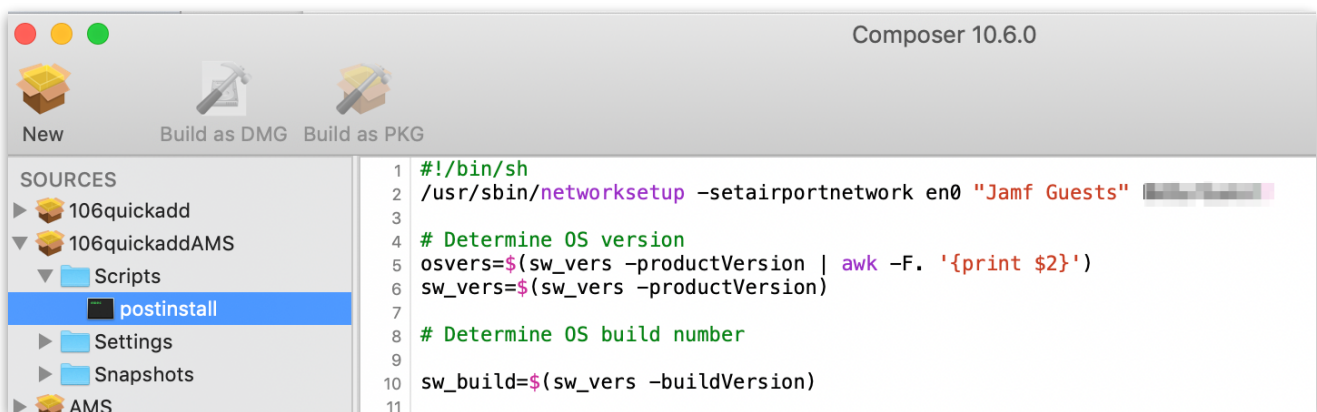 Composer 10.6.0
New
Build as DMG
Build as PKG
SOURCES
106quickadd
106quickaddAMS
Scripts
postinstall
Settings
Snapshots
AMS
1 #!/bin/sh
2 /usr/sbin/networksetup -setairportnetwork en0 "Jamf Guests"
3
4 # Determine OS version
5 osvers=$(sw_vers -productVersion | awk -F. '{print $2}')
6 sw_vers=$(sw_vers -productVersion)
7
8 # Determine OS build number
9
10 sw_build=$(sw_vers -buildVersion)
11